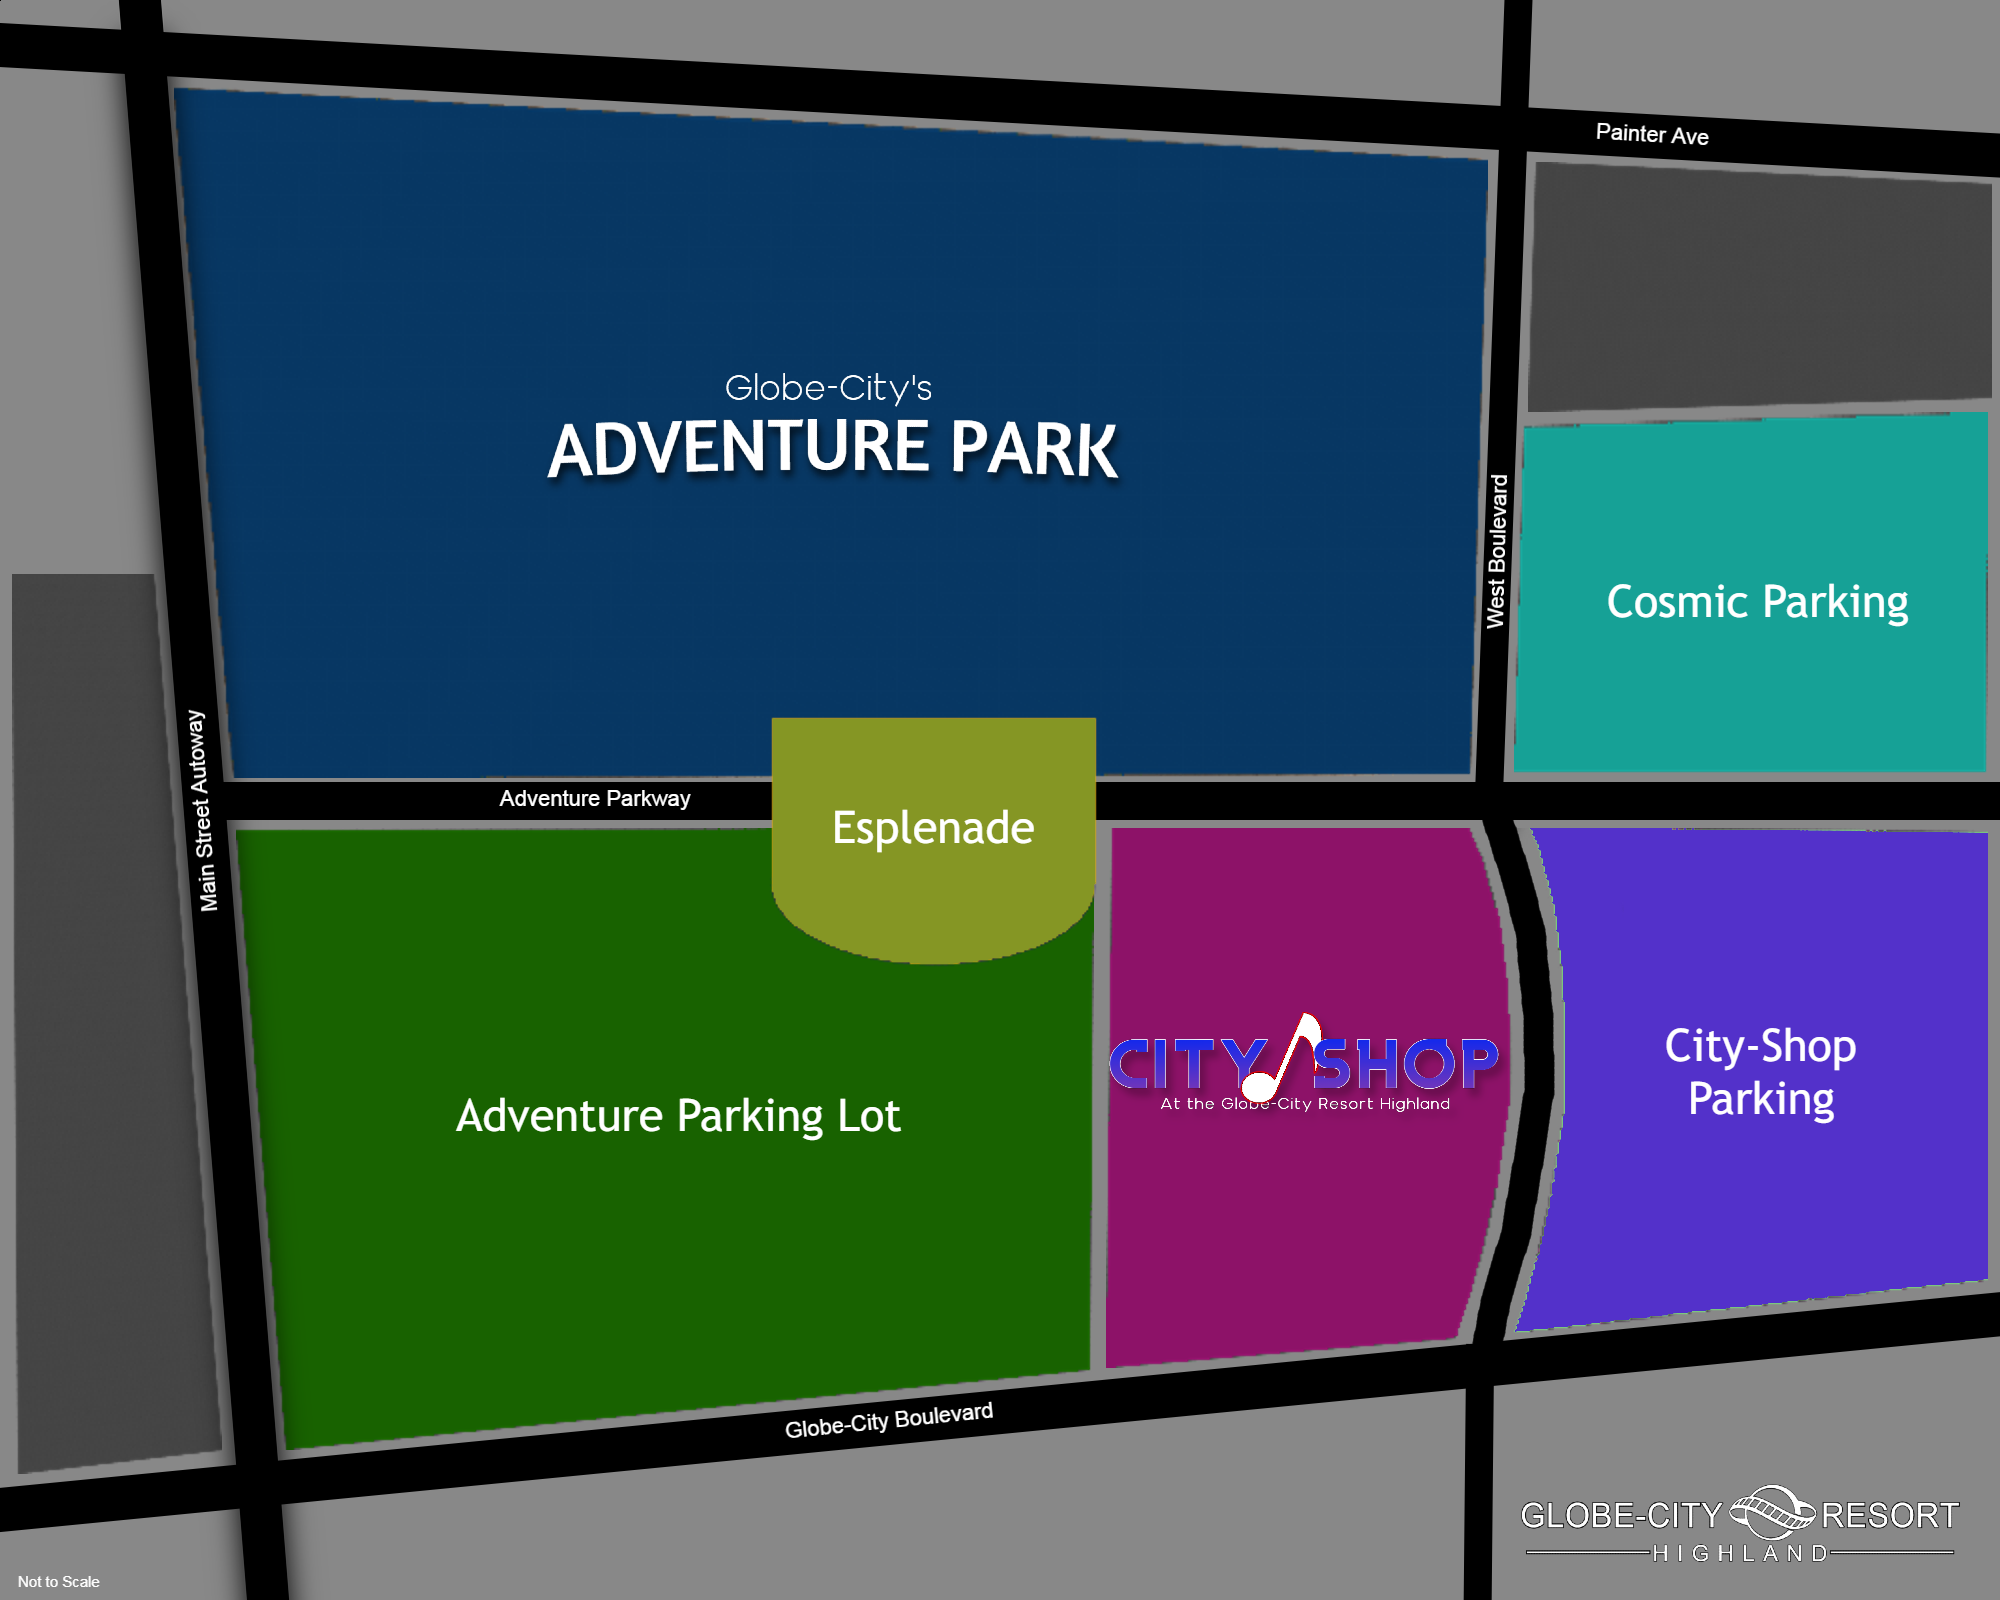 Painter Ave
Globe-City's
ADVENTURE PARK
West Boulevard
Cosmic Parking
Main Street Autoway
Adventure Parkway
Esplenade
CITY SHOP
At the Globe-City Resort Highland
City-Shop
Parking
Adventure Parking Lot
Globe-City Boulevard
GLOBE-CITY RESORT
HIGHLAND
Not to Scale